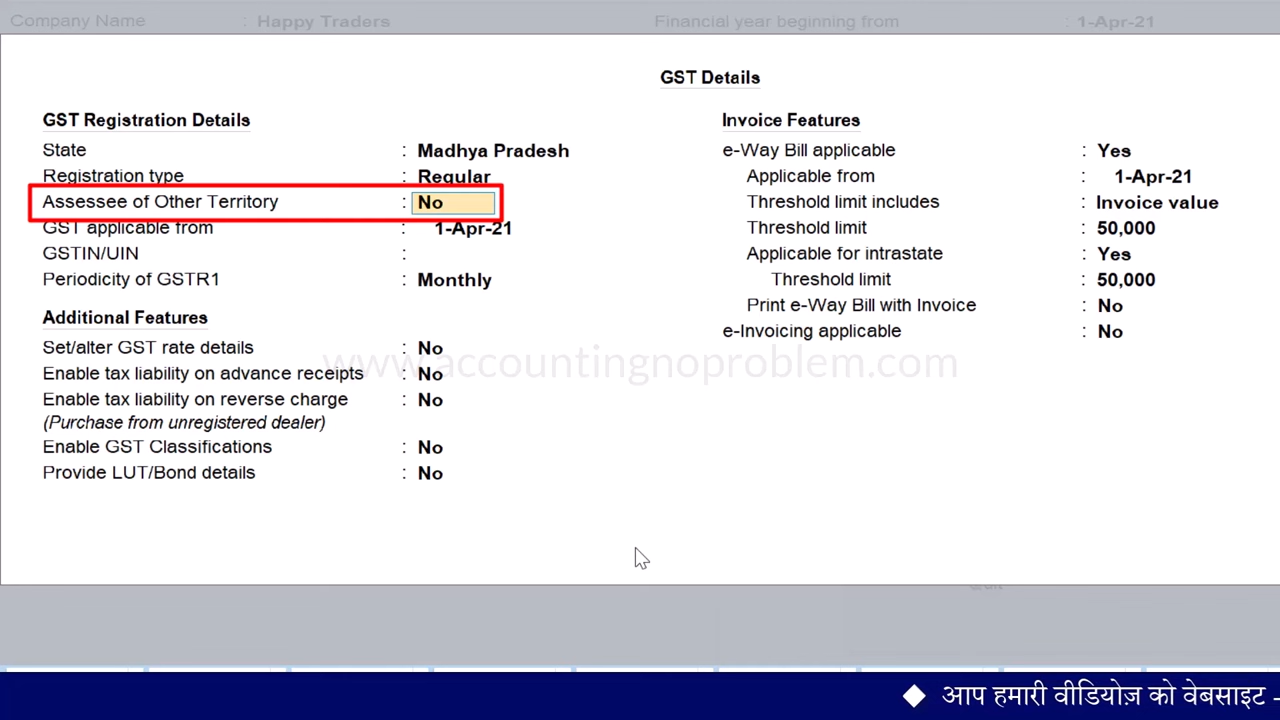 Company Name : Happy Traders Financial year beginning from : 1-Apr-21
GST Details
GST Registration Details
State : Madhya Pradesh
Registration type : Regular
Assessee of Other Territory : No
GST applicable from : 1-Apr-21
GSTIN/UIN :
Periodicity of GSTR1 : Monthly
Additional Features
Set/alter GST rate details : No
Enable tax liability on advance receipts : No
Enable tax liability on reverse charge : No
(Purchase from unregistered dealer)
Enable GST Classifications : No
Provide LUT/Bond details : No
Invoice Features
e-Way Bill applicable : Yes
Applicable from : 1-Apr-21
Threshold limit includes : Invoice value
Threshold limit : 50,000
Applicable for intrastate : Yes
Threshold limit : 50,000
Print e-Way Bill with Invoice : No
e-Invoicing applicable : No
www.accountingnoproblem.com
◆ आप हमारी वीडियोज़ को वेबसाइट -